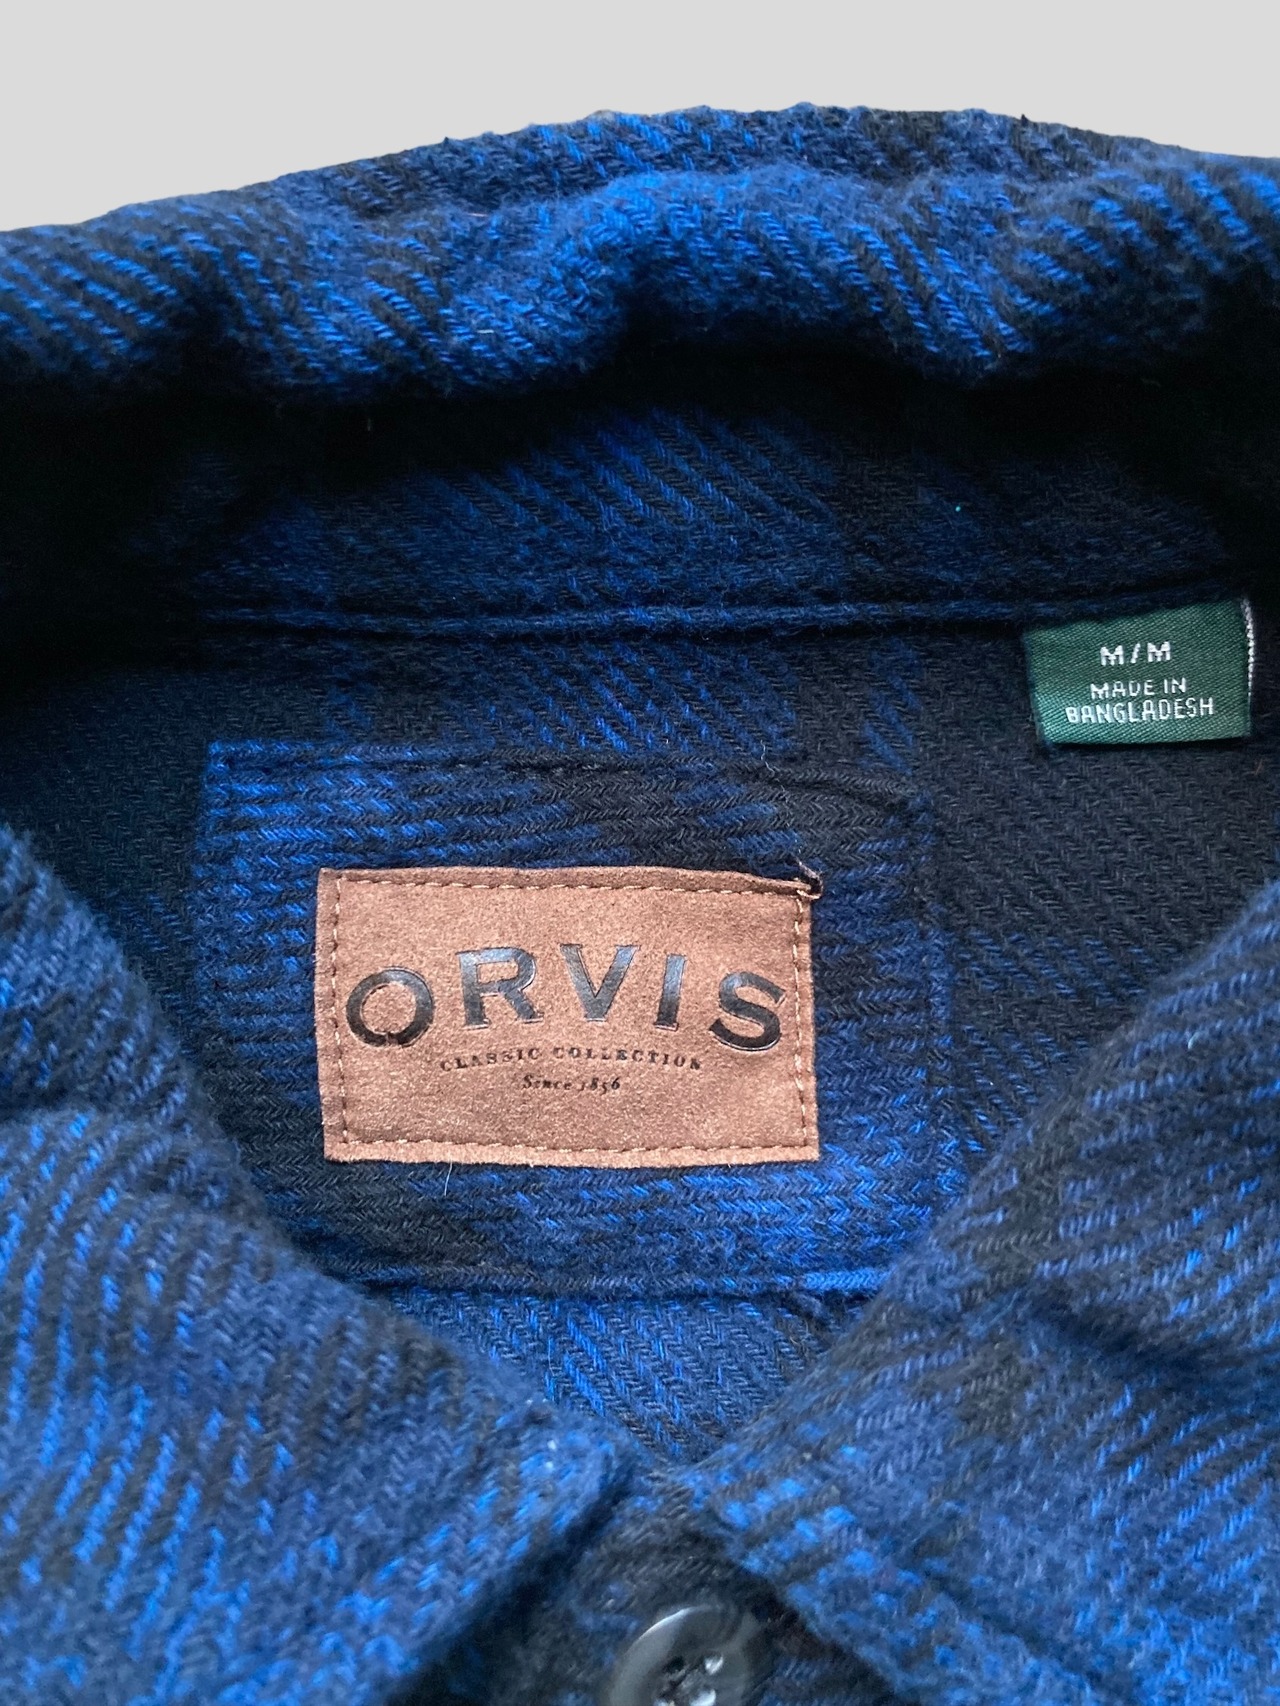 M/M
MADE IN
BANGLADESH
ORVIS
CLASSIC COLLECTION
Since 1856